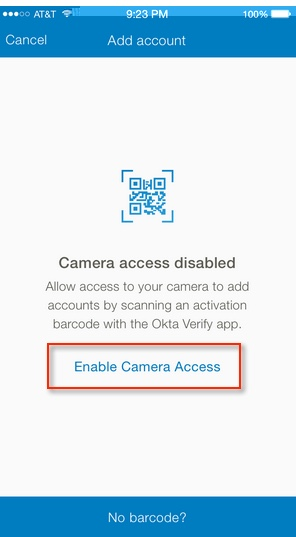 AT&T 9:23 PM 100%
Cancel Add account
Camera access disabled
Allow access to your camera to add
accounts by scanning an activation
barcode with the Okta Verify app.
Enable Camera Access
No barcode?